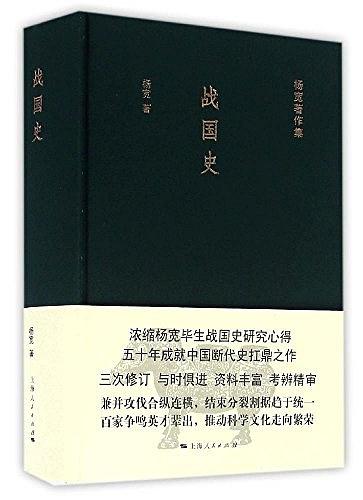 战国史
杨宽著作集
战国史
杨宽 著
浓缩杨宽毕生战国史研究心得
五十年成就中国断代史扛鼎之作
三次修订 与时俱进 资料丰富 考辨精审
兼并攻伐合纵连横，结束分裂割据趋于统一
百家争鸣英才辈出，推动科学文化走向繁荣
杨宽 著
上海人民出版社
上海人民出版社